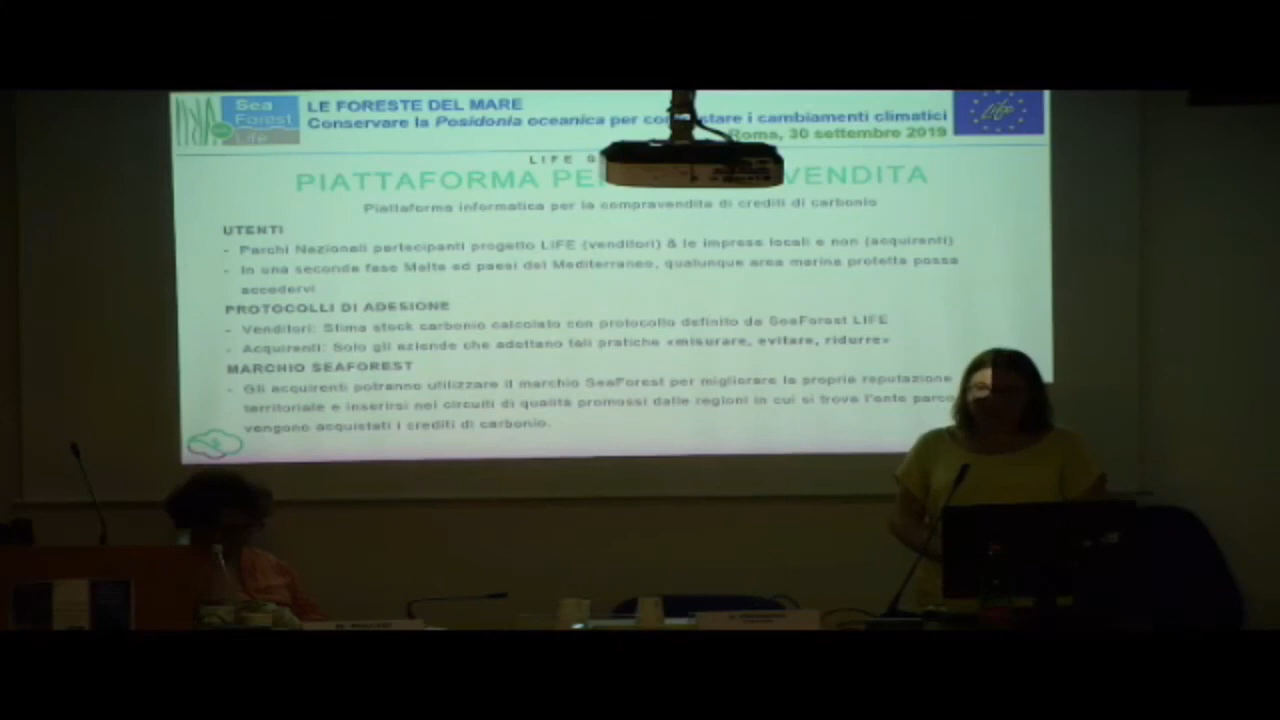 Sea
Forest
Life
LE FORESTE DEL MARE
Conservare la Posidonia oceanica per con stare i cambiamenti climatici
Roma, 30 settembre 2019
Life
LIFE
PIATTAFORMA PE VENDITA
Piattaforma informatica per la compravendita di crediti di carbonio
UTENTI
- Parchi Nazionali partecipanti progetto LIFE (venditori) & le imprese locali e non (acquirenti)
- In una seconda fase Malta ed paesi del Mediterraneo, qualunque area marina protetta possa
accedervi
PROTOCOLLI DI ADESIONE
- Venditori: Stima stock carbonio calcolato con protocollo definito da SeaForest LIFE
- Acquirenti: Solo gli aziende che adottano tali pratiche «misurare, evitare, ridurre»
MARCHIO SEAFOREST
- Gli acquirenti potranno utilizzare il marchio SeaForest per migliorare la propria reputazione
territoriale e inserirsi nei circuiti di qualità promossi dalle regioni in cui si trova l'ente parco
vengono acquistati i crediti di carbonio.